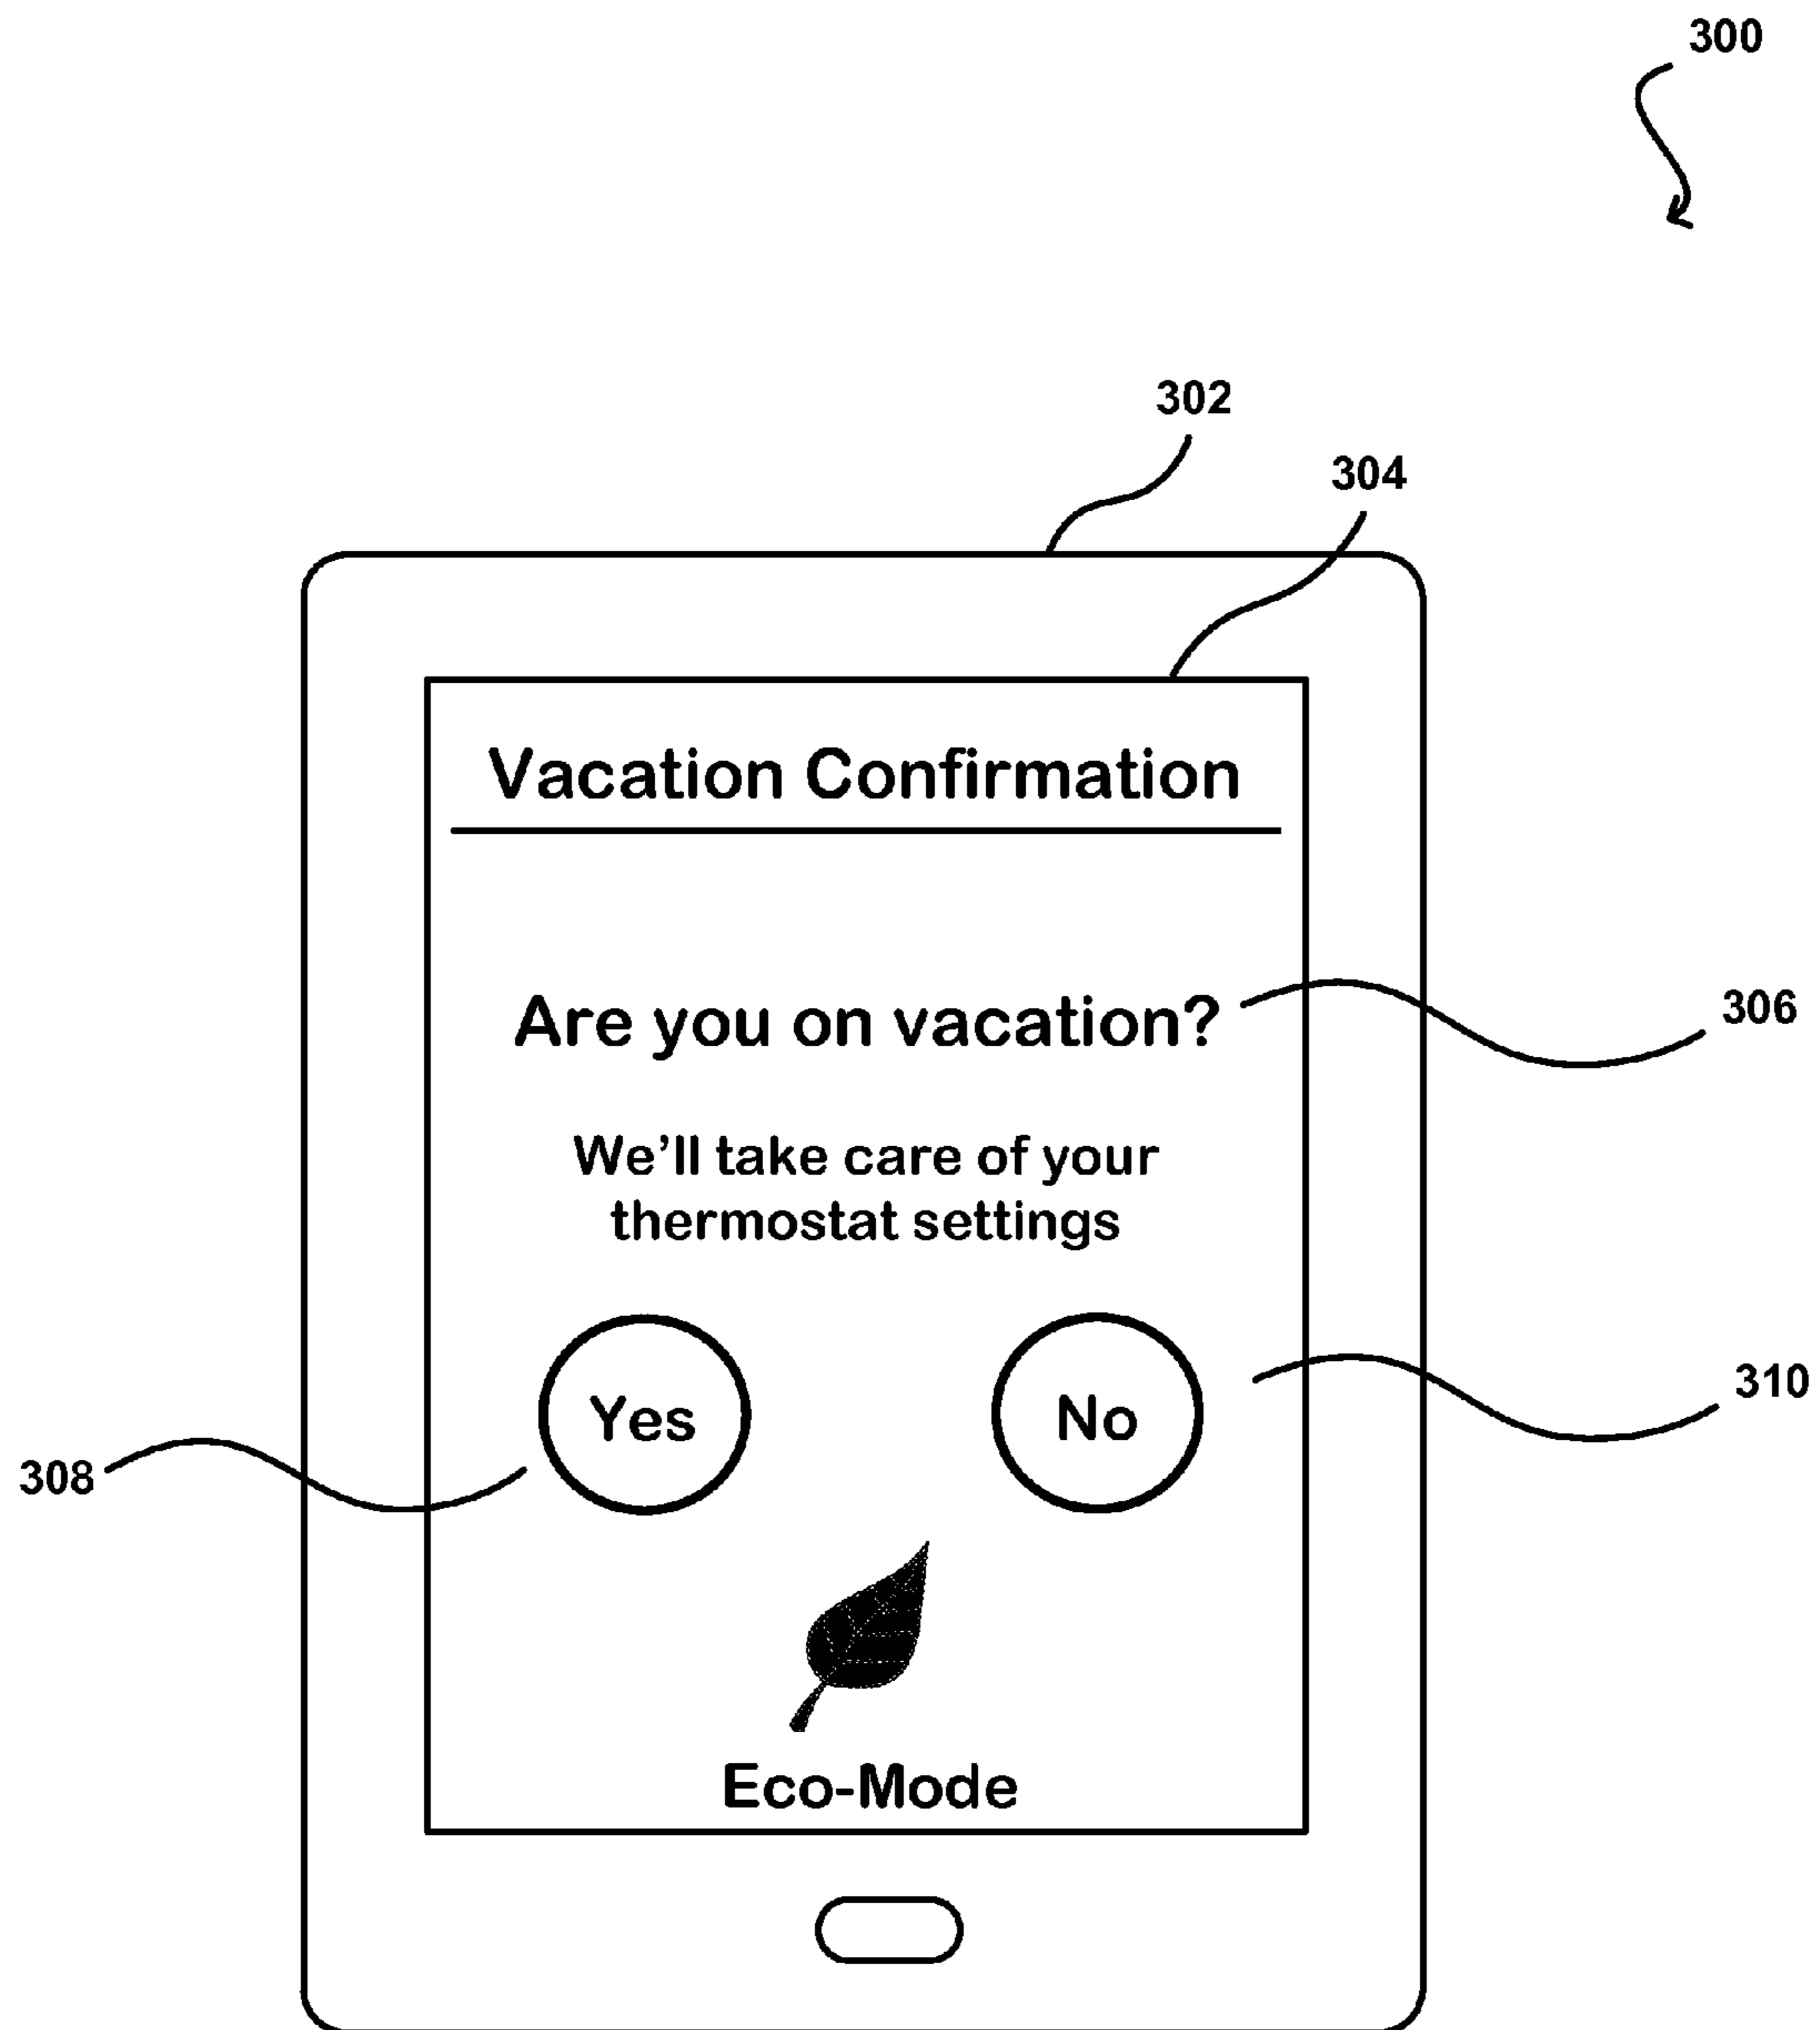 300
302
304
Vacation Confirmation
Are you on vacation?
306
We'll take care of your
thermostat settings
Yes
No
310
308
Eco-Mode